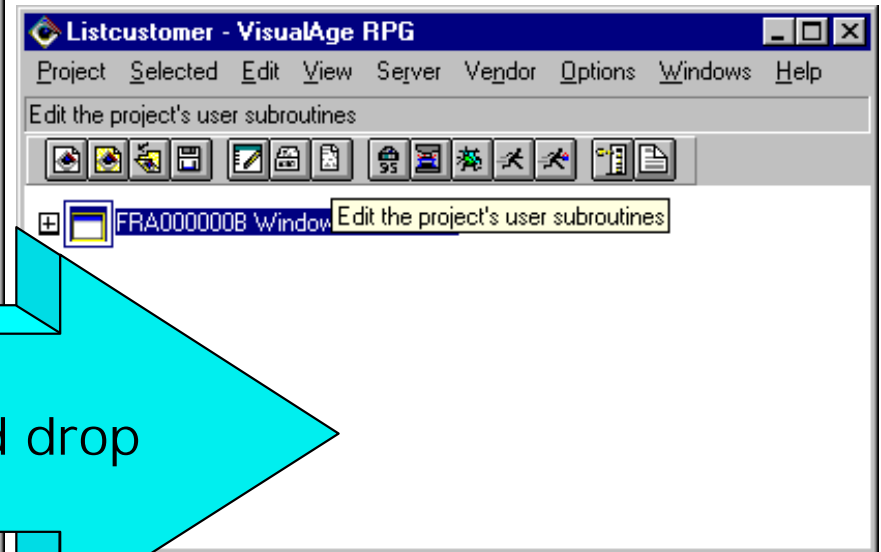 Listcustomer - VisualAge RPG
Project Selected Edit View Server Vendor Options Windows Help
Edit the project's user subroutines
95
FRA000000B Window
Edit the project's user subroutines
drop